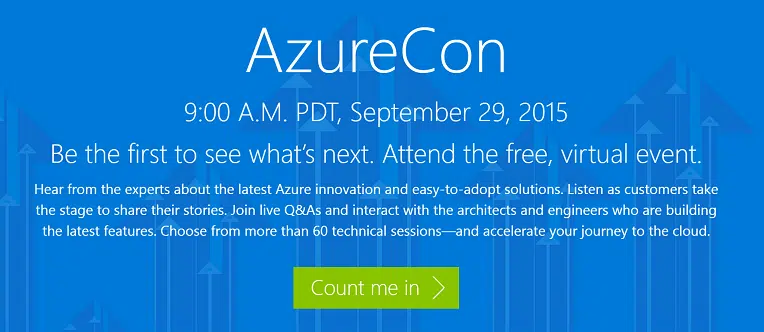 AzureCon
9:00 A.M. PDT, September 29, 2015
Be the first to see what's next. Attend the free, virtual event.
Hear from the experts about the latest Azure innovation and easy-to-adopt solutions. Listen as customers take
the stage to share their stories. Join live Q&As and interact with the architects and engineers who are building
the latest features. Choose from more than 60 technical sessions—and accelerate your journey to the cloud.
Count me in